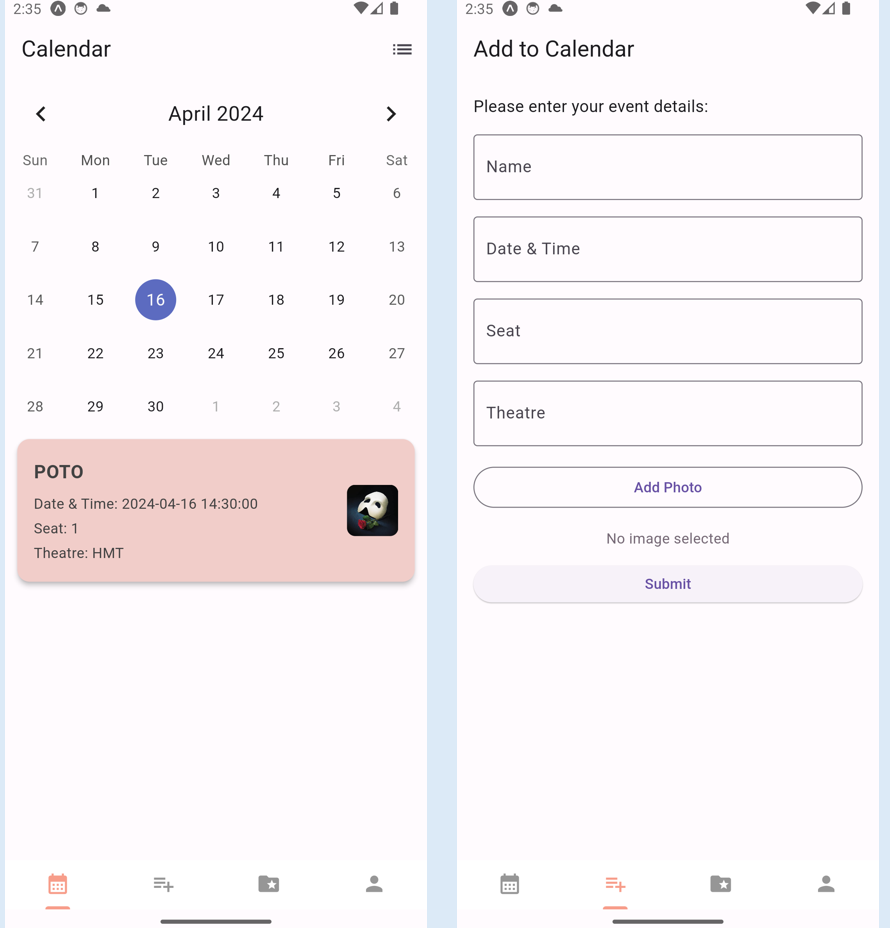 2:35
Calendar
April 2024
Sun Mon Tue Wed Thu Fri Sat
31 1 2 3 4 5 6
7 8 9 10 11 12 13
14 15 16 17 18 19 20
21 22 23 24 25 26 27
28 29 30 1 2 3 4
POTO
Date & Time: 2024-04-16 14:30:00
Seat: 1
Theatre: HMT
2:35
Add to Calendar
Please enter your event details:
Name
Date & Time
Seat
Theatre
Add Photo
No image selected
Submit